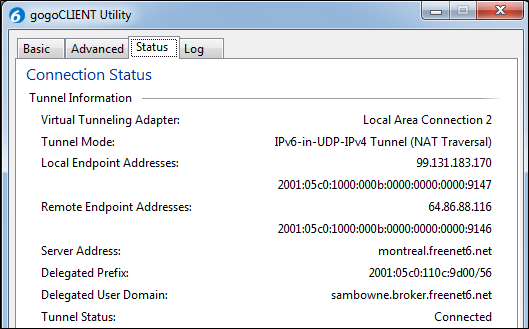 gogoCLIENT Utility
Basic Advanced Status Log
Connection Status
Tunnel Information
Virtual Tunneling Adapter: Local Area Connection 2
Tunnel Mode: IPv6-in-UDP-IPv4 Tunnel (NAT Traversal)
Local Endpoint Addresses: 99.131.183.170
2001:05c0:1000:000b:0000:0000:0000:9147
Remote Endpoint Addresses: 64.86.88.116
2001:05c0:1000:000b:0000:0000:0000:9146
Server Address: montreal.freenet6.net
Delegated Prefix: 2001:05c0:110c:9d00/56
Delegated User Domain: sambowne.broker.freenet6.net
Tunnel Status: Connected